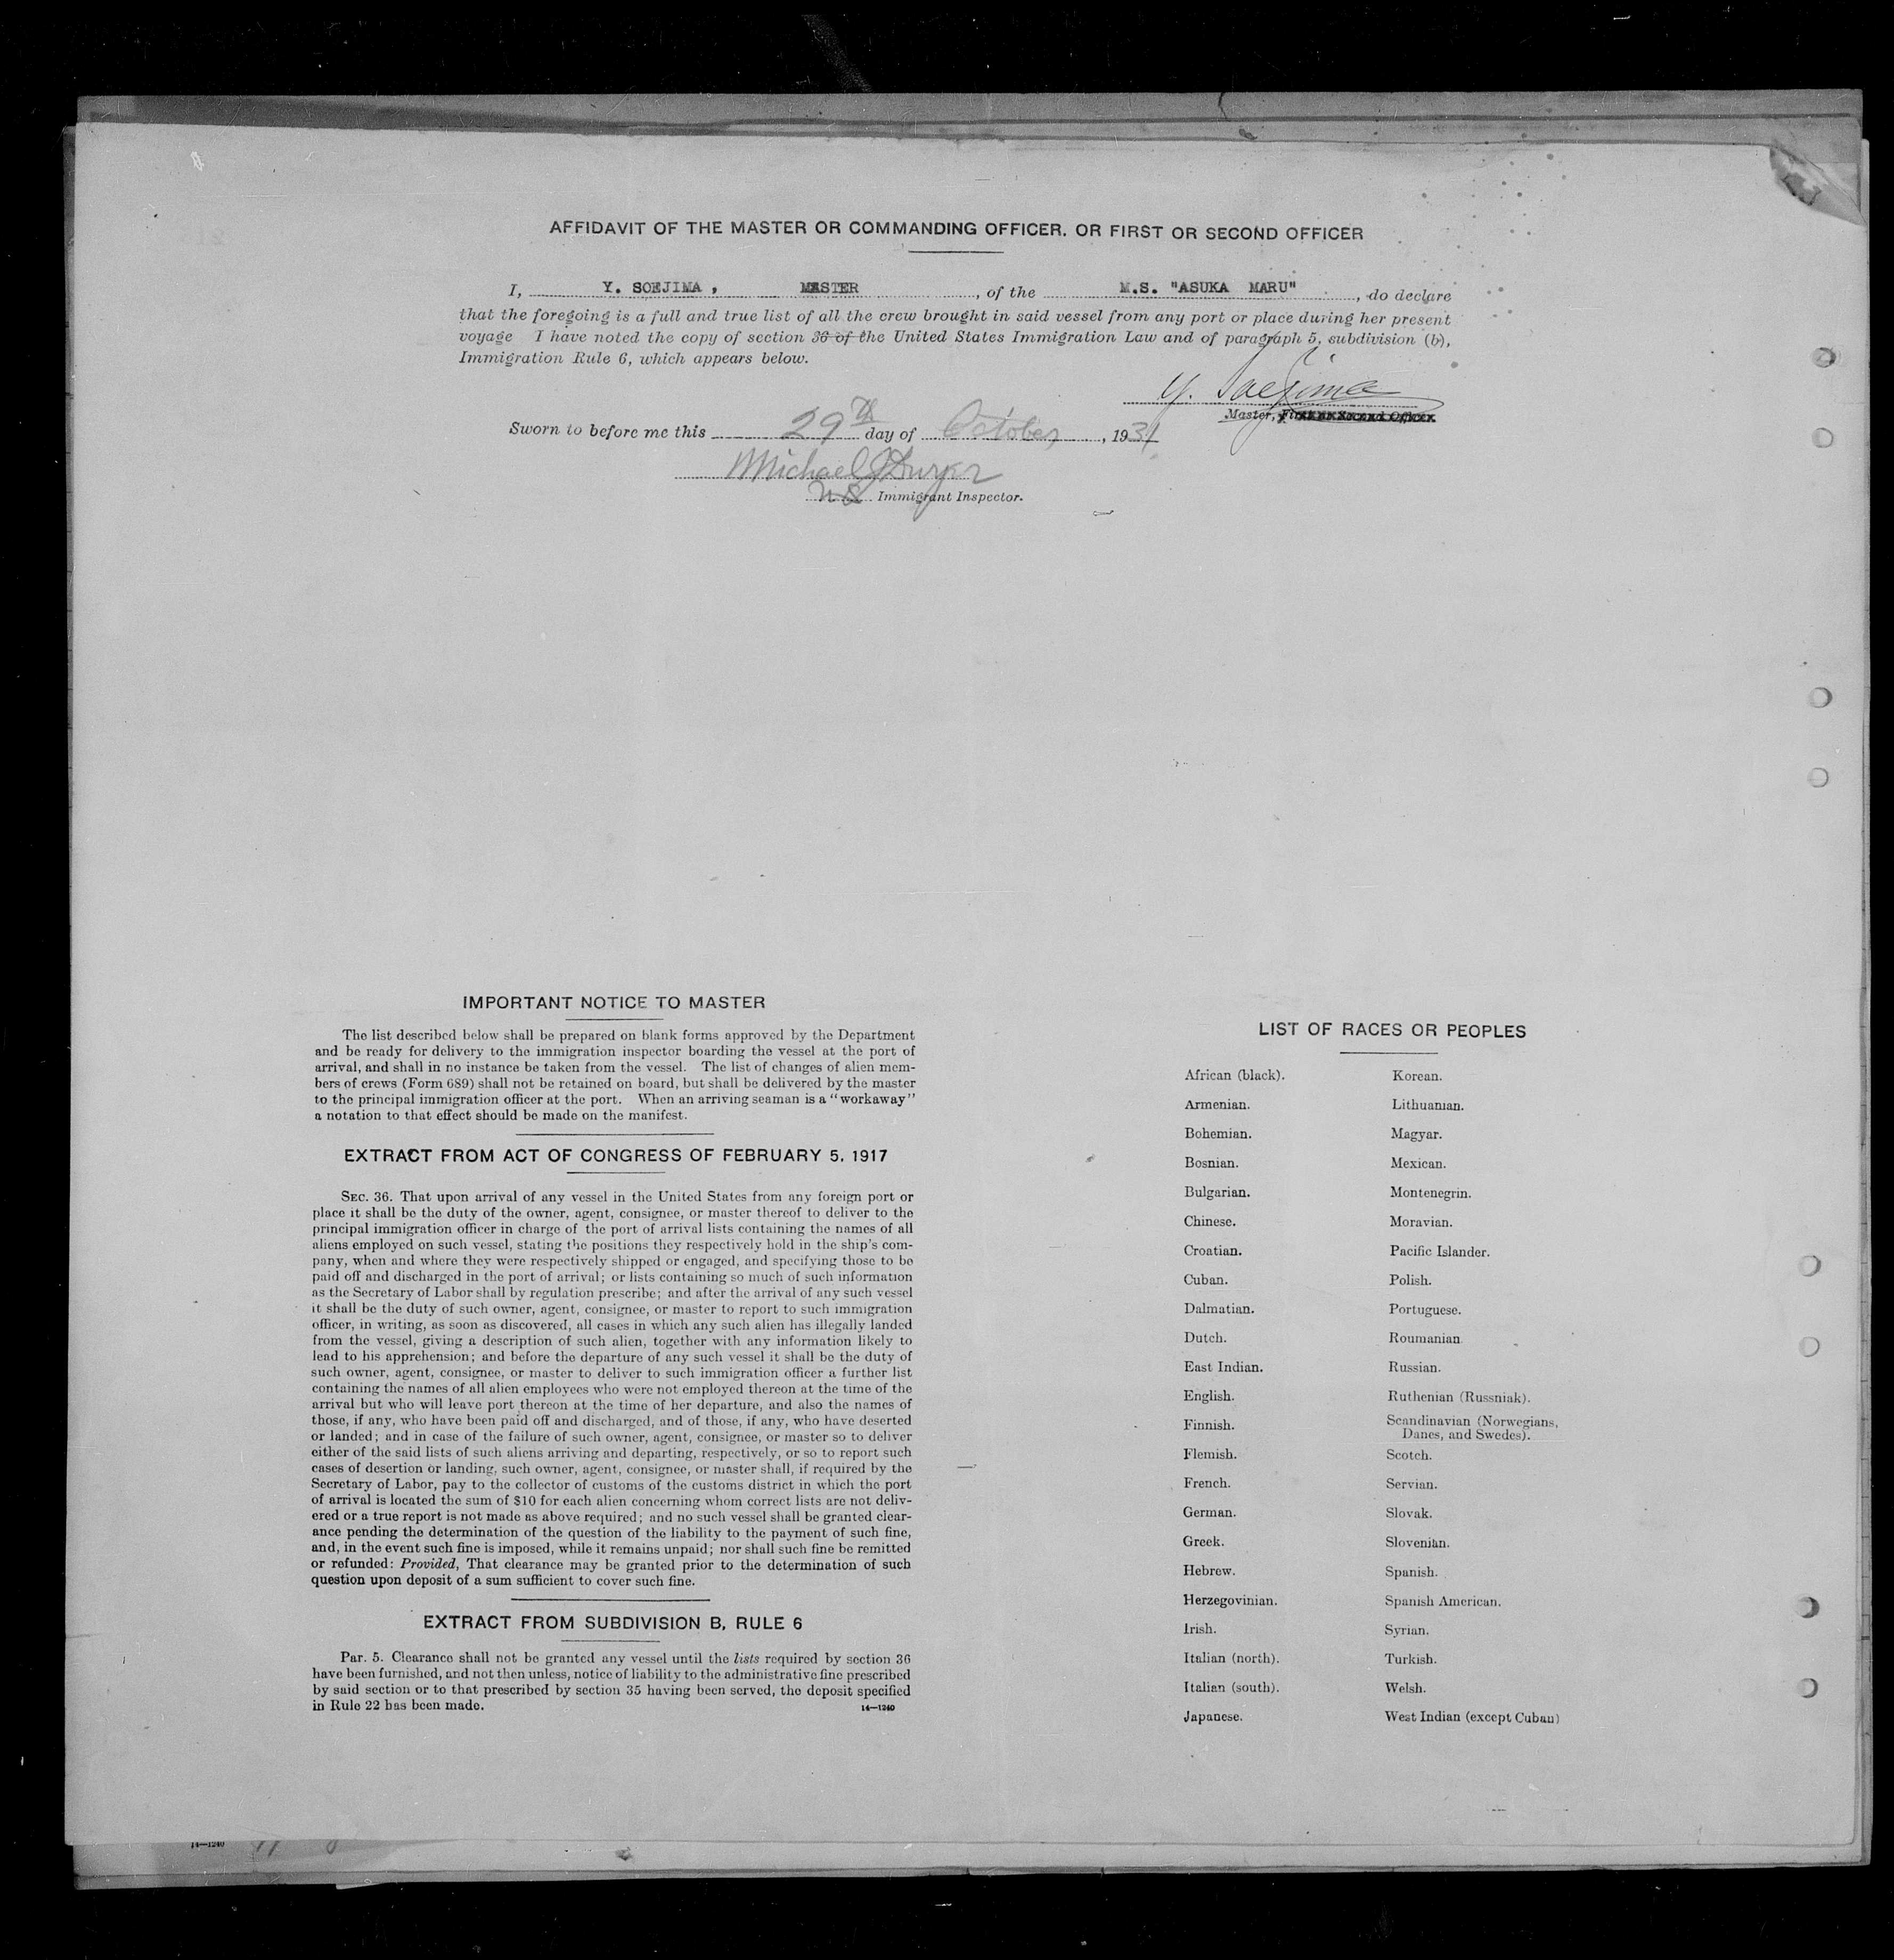 AFFIDAVIT OF THE MASTER OR COMMANDING OFFICER, OR FIRST OR SECOND OFFICER
I, Y. SOEJIMA, MASTER, of the M.S. "ASUKA MARU", do declare
that the foregoing is a full and true list of all the crew brought in said vessel from any port or place during her present
voyage I have noted the copy of section 36 of the United States Immigration Law and of paragraph 5, subdivision (b),
Immigration Rule 6, which appears below.
Y. Soejima
Master, First or Second Officer.
Sworn to before me this 29th day of October, 1931
Michael J Dwyer
U S Immigrant Inspector.
IMPORTANT NOTICE TO MASTER
The list described below shall be prepared on blank forms approved by the Department
and be ready for delivery to the immigration inspector boarding the vessel at the port of
arrival, and shall in no instance be taken from the vessel. The list of changes of alien mem-
bers of crews (Form 689) shall not be retained on board, but shall be delivered by the master
to the principal immigration officer at the port. When an arriving seaman is a "workaway"
a notation to that effect should be made on the manifest.
EXTRACT FROM ACT OF CONGRESS OF FEBRUARY 5, 1917
SEC. 36. That upon arrival of any vessel in the United States from any foreign port or
place it shall be the duty of the owner, agent, consignee, or master thereof to deliver to the
principal immigration officer in charge of the port of arrival lists containing the names of all
aliens employed on such vessel, stating the positions they respectively hold in the ship's com-
pany, when and where they were respectively shipped or engaged, and specifying those to be
paid off and discharged in the port of arrival; or lists containing so much of such information
as the Secretary of Labor shall by regulation prescribe; and after the arrival of any such vessel
it shall be the duty of such owner, agent, consignee, or master to report to such immigration
officer, in writing, as soon as discovered, all cases in which any such alien has illegally landed
from the vessel, giving a description of such alien, together with any information likely to
lead to his apprehension; and before the departure of any such vessel it shall be the duty of
such owner, agent, consignee, or master to deliver to such immigration officer a further list
containing the names of all alien employees who were not employed thereon at the time of the
arrival but who will leave port thereon at the time of her departure, and also the names of
those, if any, who have been paid off and discharged, and of those, if any, who have deserted
or landed; and in case of the failure of such owner, agent, consignee, or master so to deliver
either of the said lists of such aliens arriving and departing, respectively, or so to report such
cases of desertion or landing, such owner, agent, consignee, or master shall, if required by the
Secretary of Labor, pay to the collector of customs of the customs district in which the port
of arrival is located the sum of $10 for each alien concerning whom correct lists are not deliv-
ered or a true report is not made as above required; and no such vessel shall be granted clear-
ance pending the determination of the question of the liability to the payment of such fine,
and, in the event such fine is imposed, while it remains unpaid; nor shall such fine be remitted
or refunded: Provided, That clearance may be granted prior to the determination of such
question upon deposit of a sum sufficient to cover such fine.
EXTRACT FROM SUBDIVISION B, RULE 6
Par. 5. Clearance shall not be granted any vessel until the lists required by section 36
have been furnished, and not then unless, notice of liability to the administrative fine prescribed
by said section or to that prescribed by section 35 having been served, the deposit specified
in Rule 22 has been made.
14—1240
LIST OF RACES OR PEOPLES
African (black).
Armenian.
Bohemian.
Bosnian.
Bulgarian.
Chinese.
Croatian.
Cuban.
Dalmatian.
Dutch.
East Indian.
English.
Finnish.
Flemish.
French.
German.
Greek.
Hebrew.
Herzegovinian.
Irish.
Italian (north).
Italian (south).
Japanese.
Korean.
Lithuanian.
Magyar.
Mexican.
Montenegrin.
Moravian.
Pacific Islander.
Polish.
Portuguese.
Roumanian.
Russian.
Ruthenian (Russniak).
Scandinavian (Norwegians,
Danes, and Swedes).
Scotch.
Servian.
Slovak.
Slovenian.
Spanish.
Spanish American.
Syrian.
Turkish.
Welsh.
West Indian (except Cuban)
14—1240